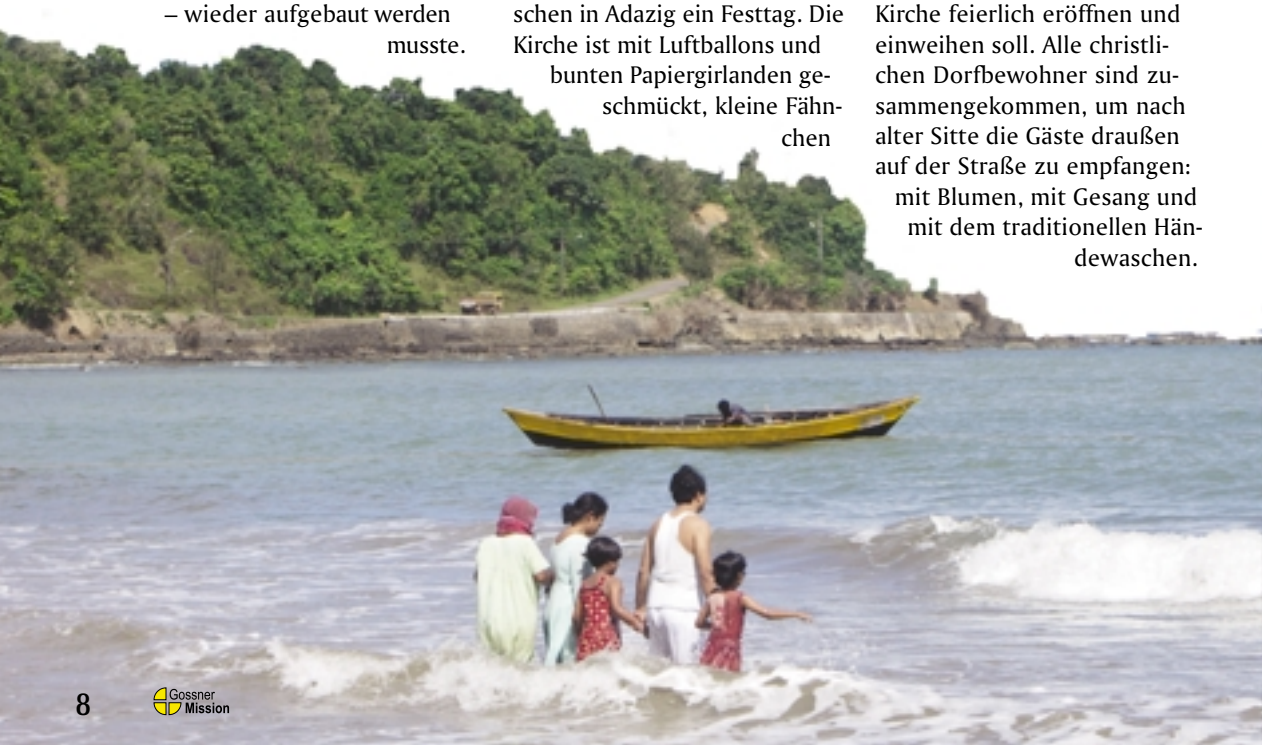 – wieder aufgebaut werden
musste.
schen in Adazig ein Festtag. Die
Kirche ist mit Luftballons und
bunten Papiergirlanden ge-
schmückt, kleine Fähn-
chen
Kirche feierlich eröffnen und
einweihen soll. Alle christli-
chen Dorfbewohner sind zu-
sammengekommen, um nach
alter Sitte die Gäste draußen
auf der Straße zu empfangen:
mit Blumen, mit Gesang und
mit dem traditionellen Hän-
dewaschen.
8
Gossner
Mission